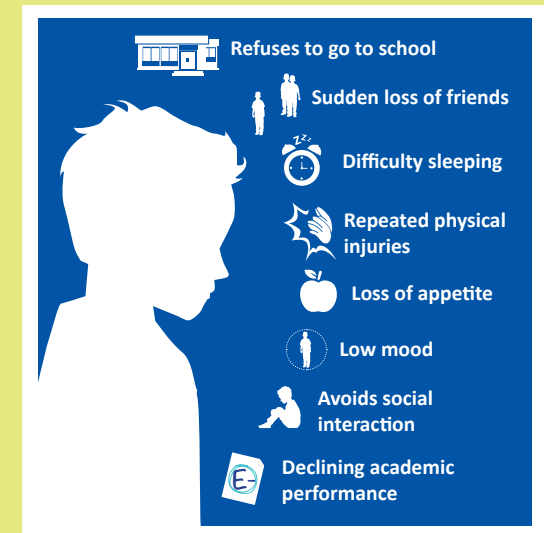 Refuses to go to school
Sudden loss of friends
zzz
Difficulty sleeping
Repeated physical
injuries
Loss of appetite
Low mood
Avoids social
interaction
E-
Declining academic
performance